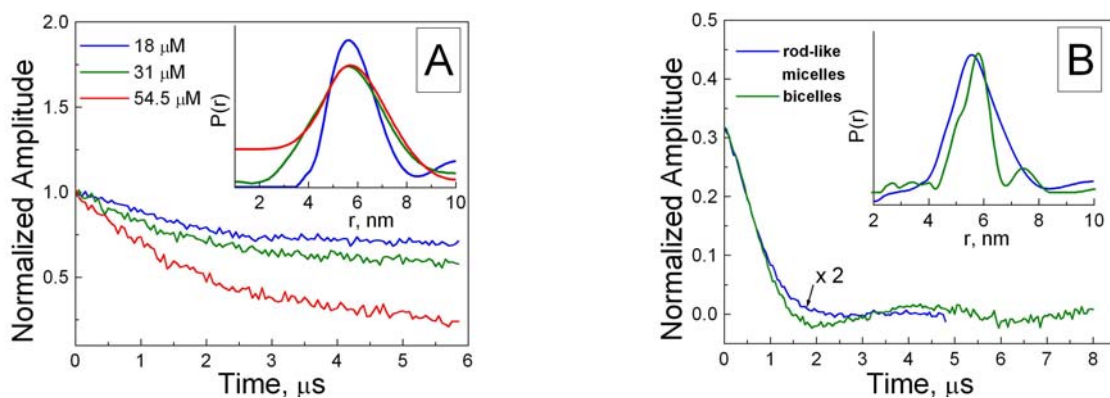 A
18 μM
31 μM
54.5 μM
P(r)
2 4 6 8 10
r, nm
Normalized Amplitude
2.0
1.5
1.0
0.5
0 1 2 3 4 5 6
Time, μs
B
rod-like
micelles
bicelles
P(r)
2 4 6 8 10
r, nm
x 2
Normalized Amplitude
0.4
0.3
0.2
0.1
0.0
0 1 2 3 4 5 6 7 8
Time, μs